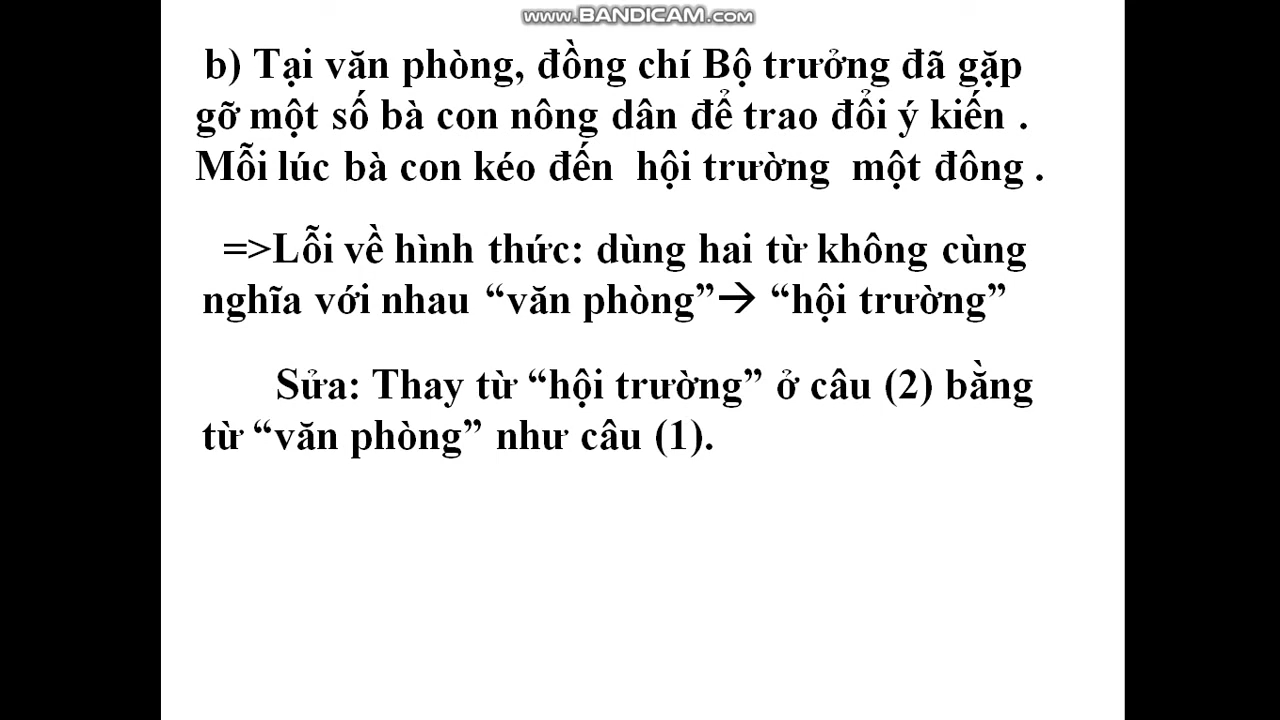 www.BANDICAM.com
b) Tại văn phòng, đồng chí Bộ trưởng đã gặp
gỡ một số bà con nông dân để trao đổi ý kiến .
Mỗi lúc bà con kéo đến hội trường một đông .
=>Lỗi về hình thức: dùng hai từ không cùng
nghĩa với nhau “văn phòng”→ “hội trường”
Sửa: Thay từ “hội trường” ở câu (2) bằng
từ “văn phòng” như câu (1).